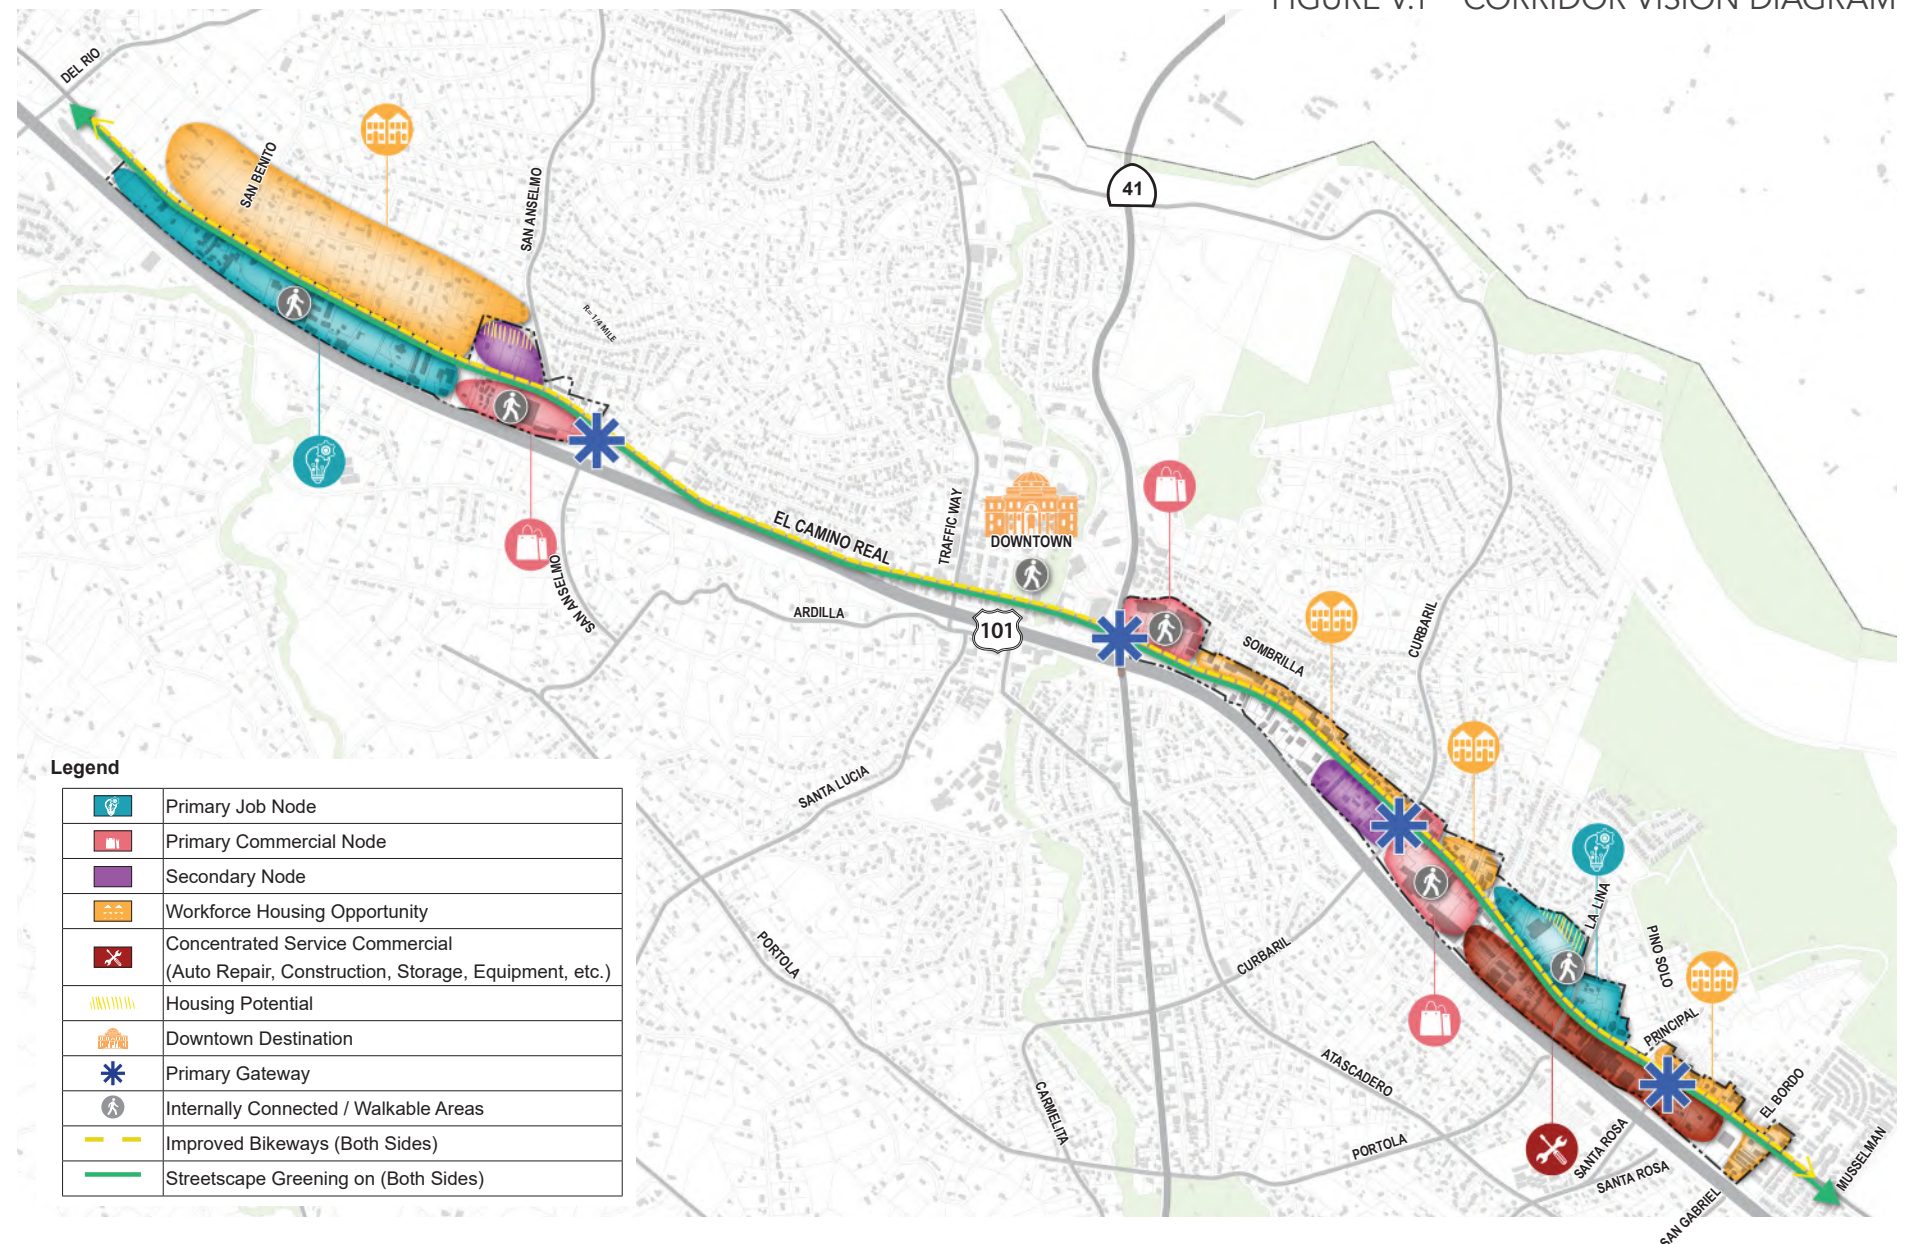 FIGURE V.1 CORRIDOR VISION DIAGRAM
DEL RIO
SAN BENITO
SAN ANSELMO
R= 1/4 MILE
41
SAN ANSELMO
EL CAMINO REAL
TRAFFIC WAY
DOWNTOWN
ARDILLA
101
SOMBRILLA
CURBARIL
SANTA LUCIA
PORTOLA
CURBARIL
LA LINA
PINO SOLO
PRINCIPAL
ATASCADERO
CARMELITA
PORTOLA
EL BORDO
SANTA ROSA
SANTA ROSA
MUSSELMAN
SAN GABRIEL
Legend
Primary Job Node
Primary Commercial Node
Secondary Node
Workforce Housing Opportunity
Concentrated Service Commercial
(Auto Repair, Construction, Storage, Equipment, etc.)
Housing Potential
Downtown Destination
Primary Gateway
Internally Connected / Walkable Areas
Improved Bikeways (Both Sides)
Streetscape Greening on (Both Sides)